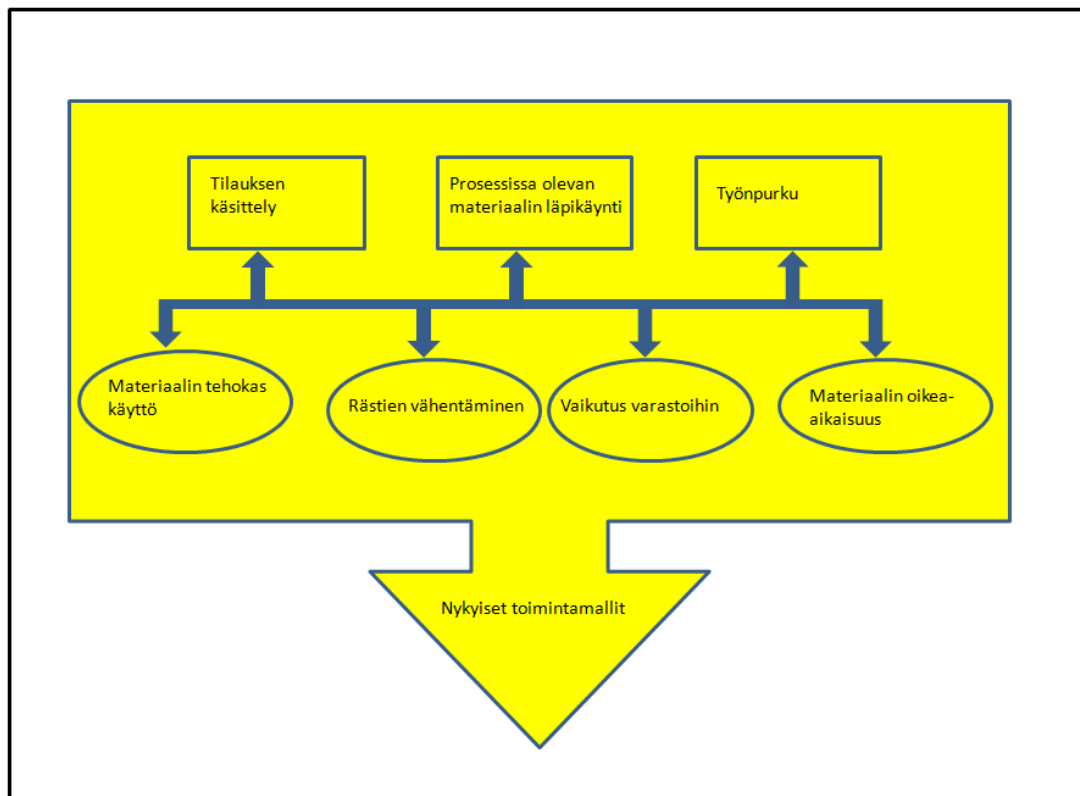 Tilauksen
käsittely
Prosessissa olevan
materiaalin läpikäynti
Työnpurku
Materiaalin tehokas
käyttö
Rästien vähentäminen
Vaikutus varastoihin
Materiaalin oikea-
aikaisuus
Nykyiset toimintamallit